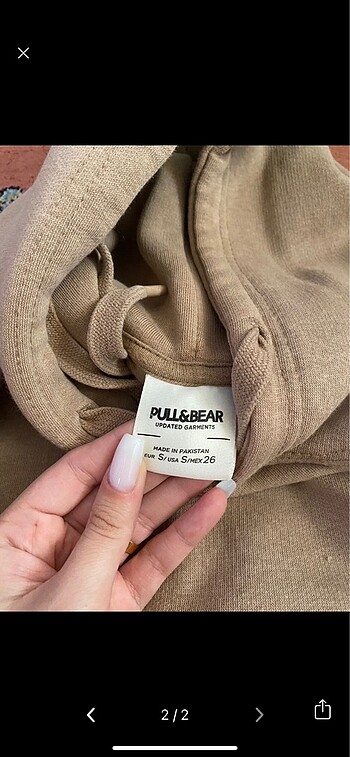 PULL&BEAR
UPDATED GARMENTS
MADE IN PAKISTAN
EUR S/USA S/MEX 26
2/2